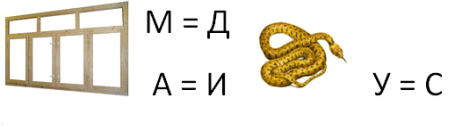 М = Д
А = И
У = С